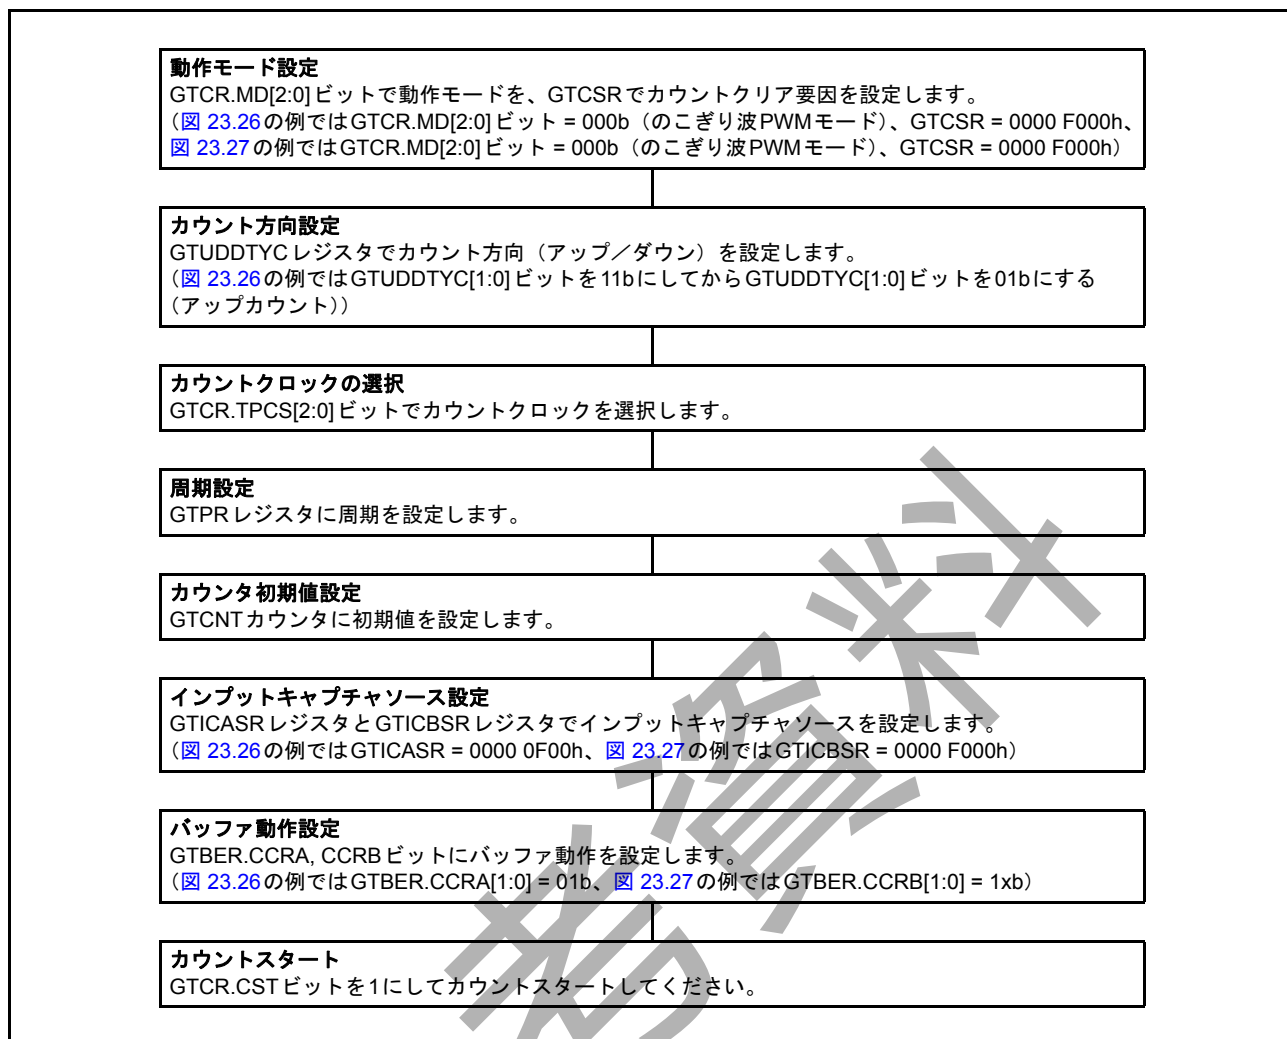 動作モード設定
GTCR.MD[2:0]ビットで動作モードを、GTCSRでカウントクリア要因を設定します。
（図 23.26の例ではGTCR.MD[2:0]ビット = 000b（のこぎり波PWMモード）、GTCSR = 0000 F000h、
図 23.27の例ではGTCR.MD[2:0]ビット = 000b（のこぎり波PWMモード）、GTCSR = 0000 F000h）
カウント方向設定
GTUDDTYCレジスタでカウント方向（アップ／ダウン）を設定します。
（図 23.26の例ではGTUDDTYC[1:0]ビットを11bにしてからGTUDDTYC[1:0]ビットを01bにする
（アップカウント））
カウントクロックの選択
GTCR.TPCS[2:0]ビットでカウントクロックを選択します。
周期設定
GTPRレジスタに周期を設定します。
カウンタ初期値設定
GTCNTカウンタに初期値を設定します。
インプットキャプチャソース設定
GTICASRレジスタとGTICBSRレジスタでインプットキャプチャソースを設定します。
（図 23.26の例ではGTICASR = 0000 0F00h、図 23.27の例ではGTICBSR = 0000 F000h）
バッファ動作設定
GTBER.CCRA, CCRBビットにバッファ動作を設定します。
（図 23.26の例ではGTBER.CCRA[1:0] = 01b、図 23.27の例ではGTBER.CCRB[1:0] = 1xb）
カウントスタート
GTCR.CSTビットを1にしてカウントスタートしてください。
考資料